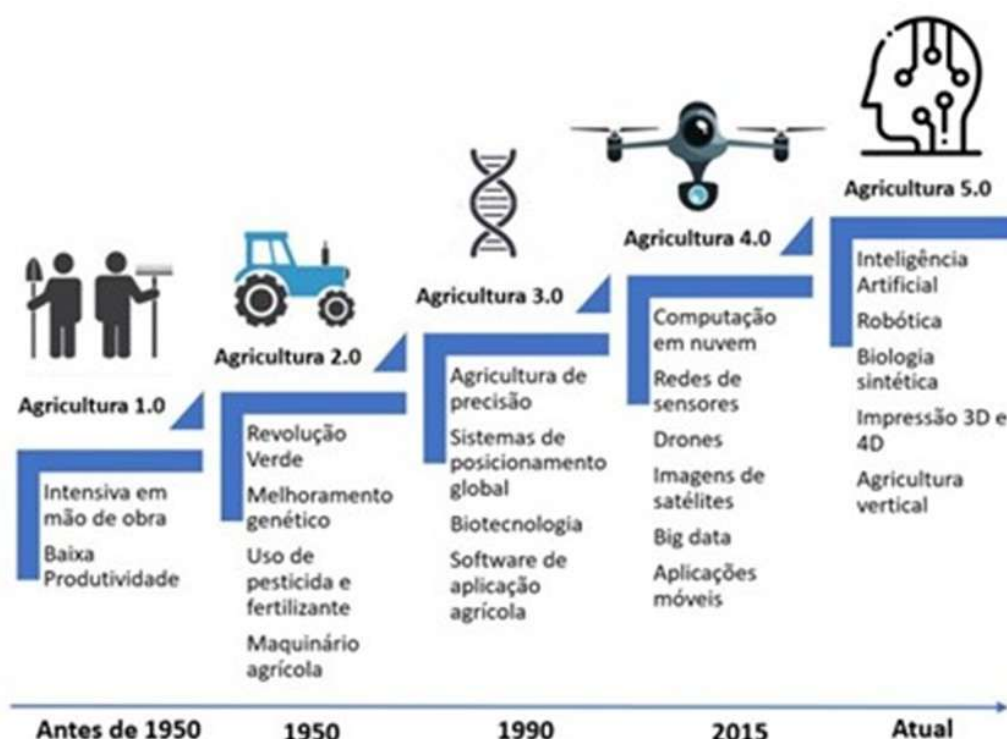 Agricultura 1.0
Intensiva em
mão de obra
Baixa
Produtividade
Agricultura 2.0
Revolução
Verde
Melhoramento
genético
Uso de
pesticida e
fertilizante
Maquinário
agrícola
Agricultura 3.0
Agricultura de
precisão
Sistemas de
posicionamento
global
Biotecnologia
Software de
aplicação
agrícola
Agricultura 4.0
Computação
em nuvem
Redes de
sensores
Drones
Imagens de
satélites
Big data
Aplicações
móveis
Agricultura 5.0
Inteligência
Artificial
Robótica
Biologia
sintética
Impressão 3D e
4D
Agricultura
vertical
Antes de 1950
1950
1990
2015
Atual